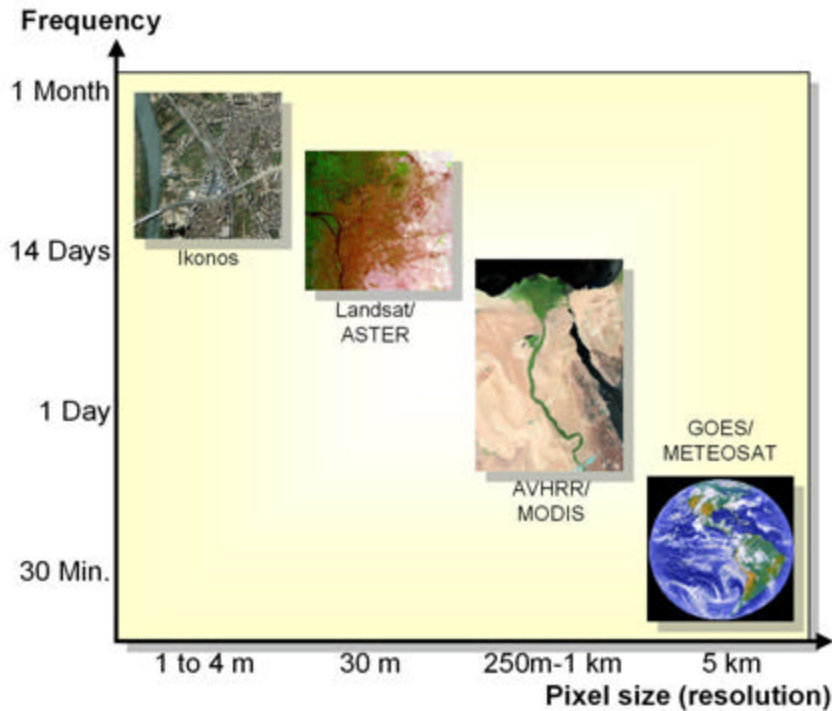 Frequency
1 Month
14 Days
1 Day
30 Min.
Ikonos
Landsat/
ASTER
AVHRR/
MODIS
GOES/
METEOSAT
1 to 4 m
30 m
250m-1 km
5 km
Pixel size (resolution)